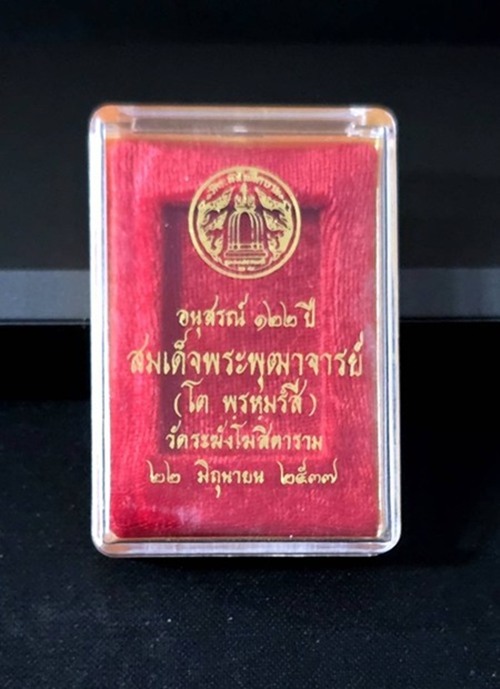 อนุสรณ์ ๑๒๒ ปี
สมเด็จพระพุฒาจารย์
(โต พรหมรํสี)
วัดระฆังโฆสิตาราม
๒๒ มิถุนายน ๒๕๓๗